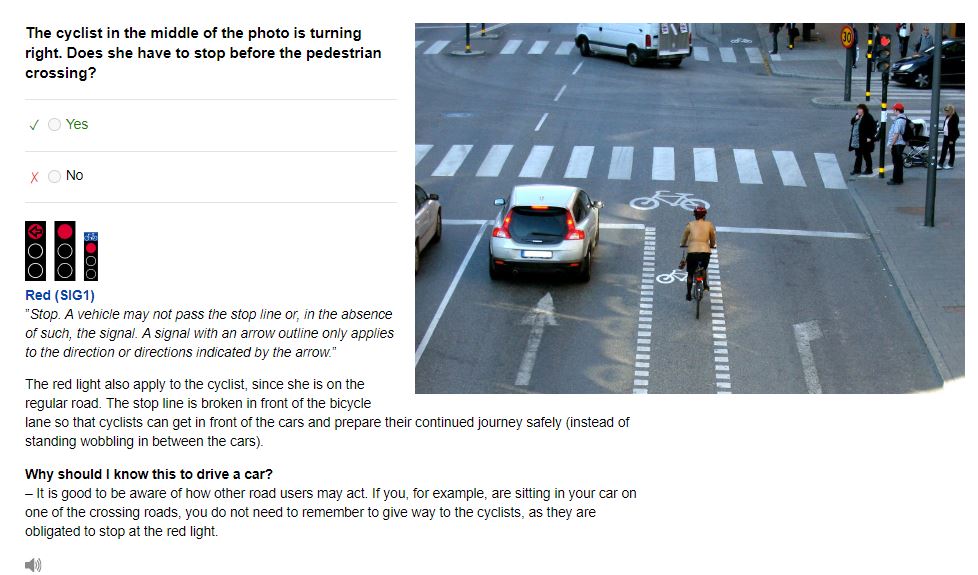 The cyclist in the middle of the photo is turning
right. Does she have to stop before the pedestrian
crossing?
✓ Yes
X No
30
Red (SIG1)
"Stop. A vehicle may not pass the stop line or, in the absence
of such, the signal. A signal with an arrow outline only applies
to the direction or directions indicated by the arrow."
The red light also apply to the cyclist, since she is on the
regular road. The stop line is broken in front of the bicycle
lane so that cyclists can get in front of the cars and prepare their continued journey safely (instead of
standing wobbling in between the cars).
Why should I know this to drive a car?
– It is good to be aware of how other road users may act. If you, for example, are sitting in your car on
one of the crossing roads, you do not need to remember to give way to the cyclists, as they are
obligated to stop at the red light.